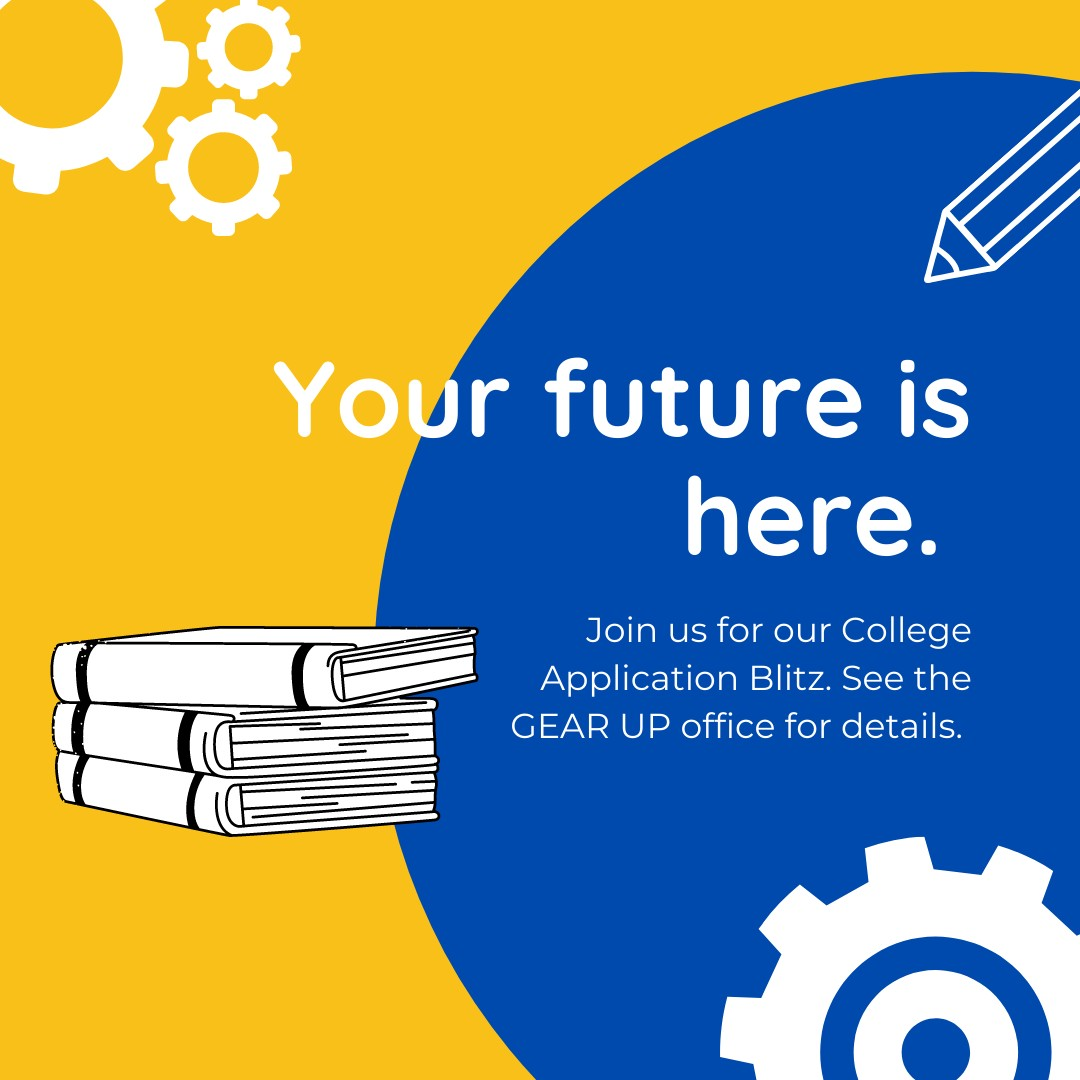 Your future is
here.
Join us for our College
Application Blitz. See the
GEAR UP office for details.